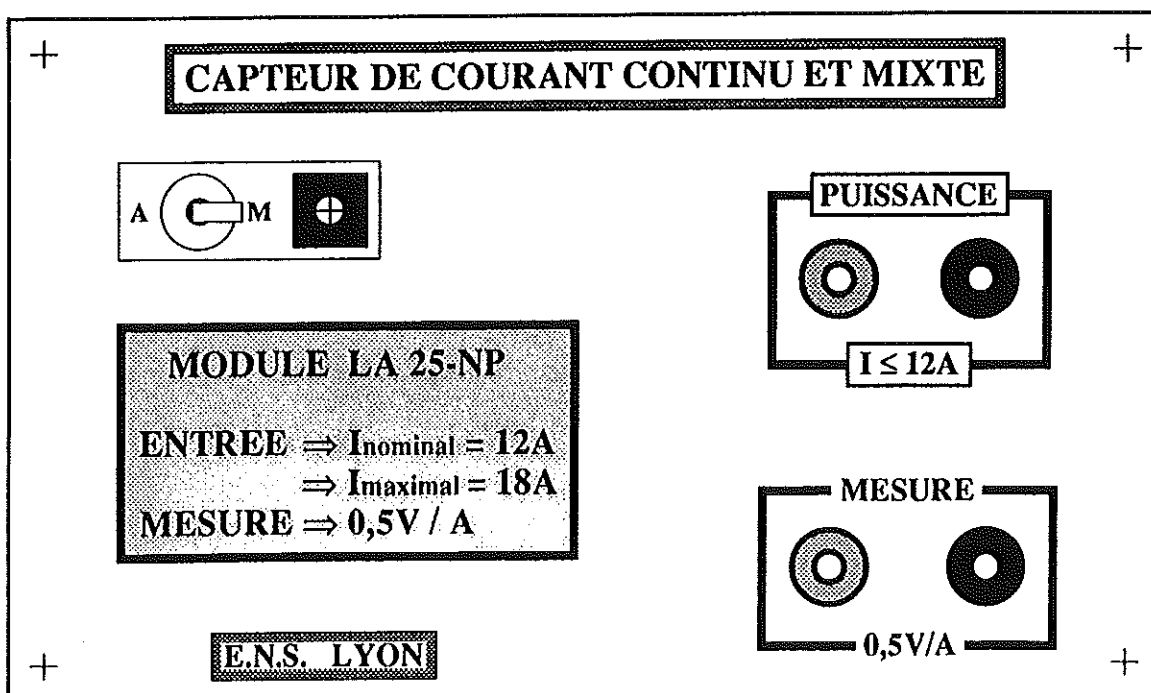 CAPTEUR DE COURANT CONTINU ET MIXTE
A M
PUISSANCE
I ≤ 12A
MODULE LA 25-NP
ENTREE ⇒ Inominal = 12A
⇒ Imaximal = 18A
MESURE ⇒ 0,5V / A
MESURE
0,5V/A
E.N.S. LYON